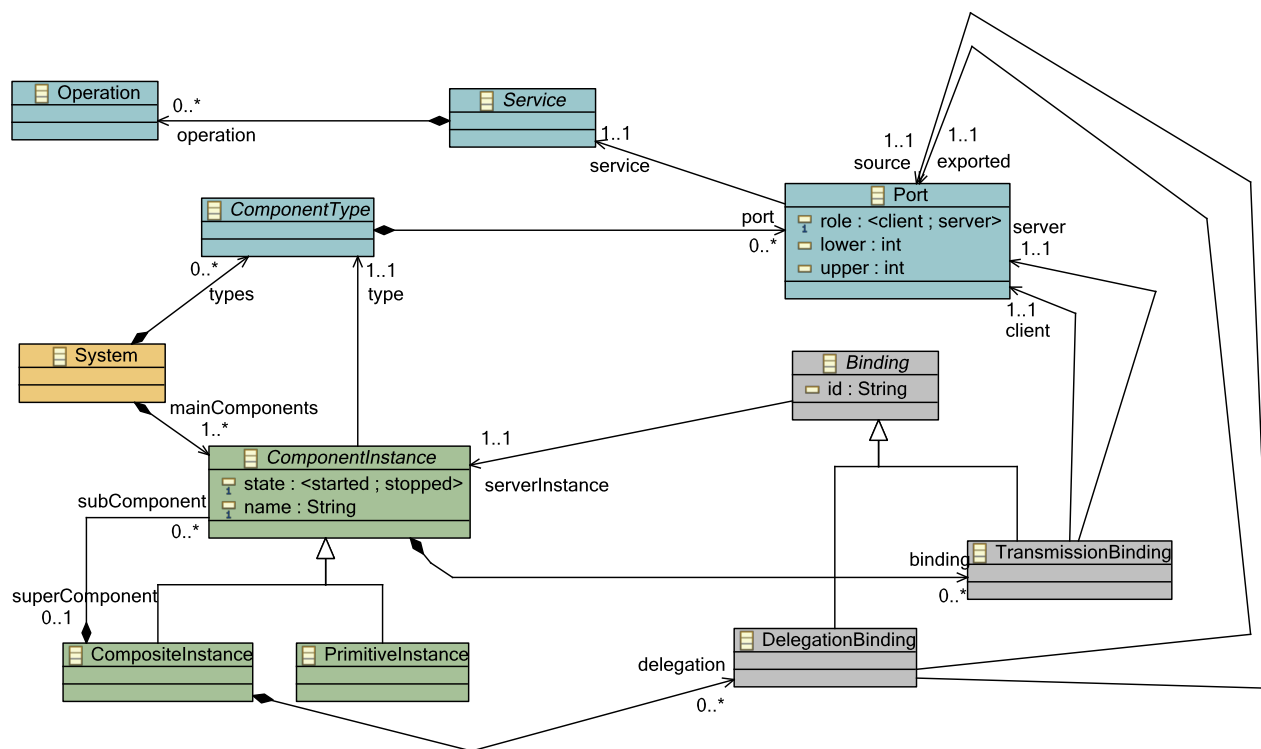 Operation
0..*
operation
Service
1..1
service
1..1
source
1..1
exported
ComponentType
port
0..*
Port
role : <client ; server>
lower : int
upper : int
server
1..1
1..1
client
0..*
types
1..1
type
System
mainComponents
1..*
Binding
id : String
ComponentInstance
state : <started ; stopped>
name : String
1..1
serverInstance
subComponent
0..*
binding
0..*
TransmissionBinding
superComponent
0..1
CompositeInstance
PrimitiveInstance
delegation
0..*
DelegationBinding